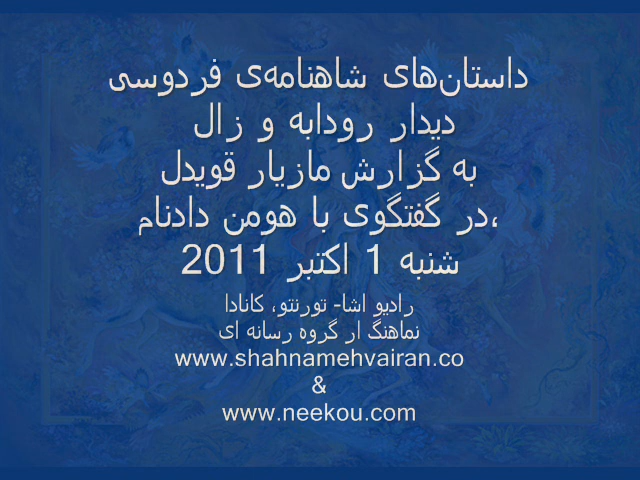 داستان‌های شاهنامه‌ی فردوسی
دیدار رودابه و زال
به گزارش مازیار قویدل
در گفتگوی با هومن دادنام،
شنبه 1 اکتبر 2011
رادیو اشا- تورنتو، کانادا
نماهنگ ار گروه رسانه ای
www.shahnamehvairan.co
&
www.neekou.com